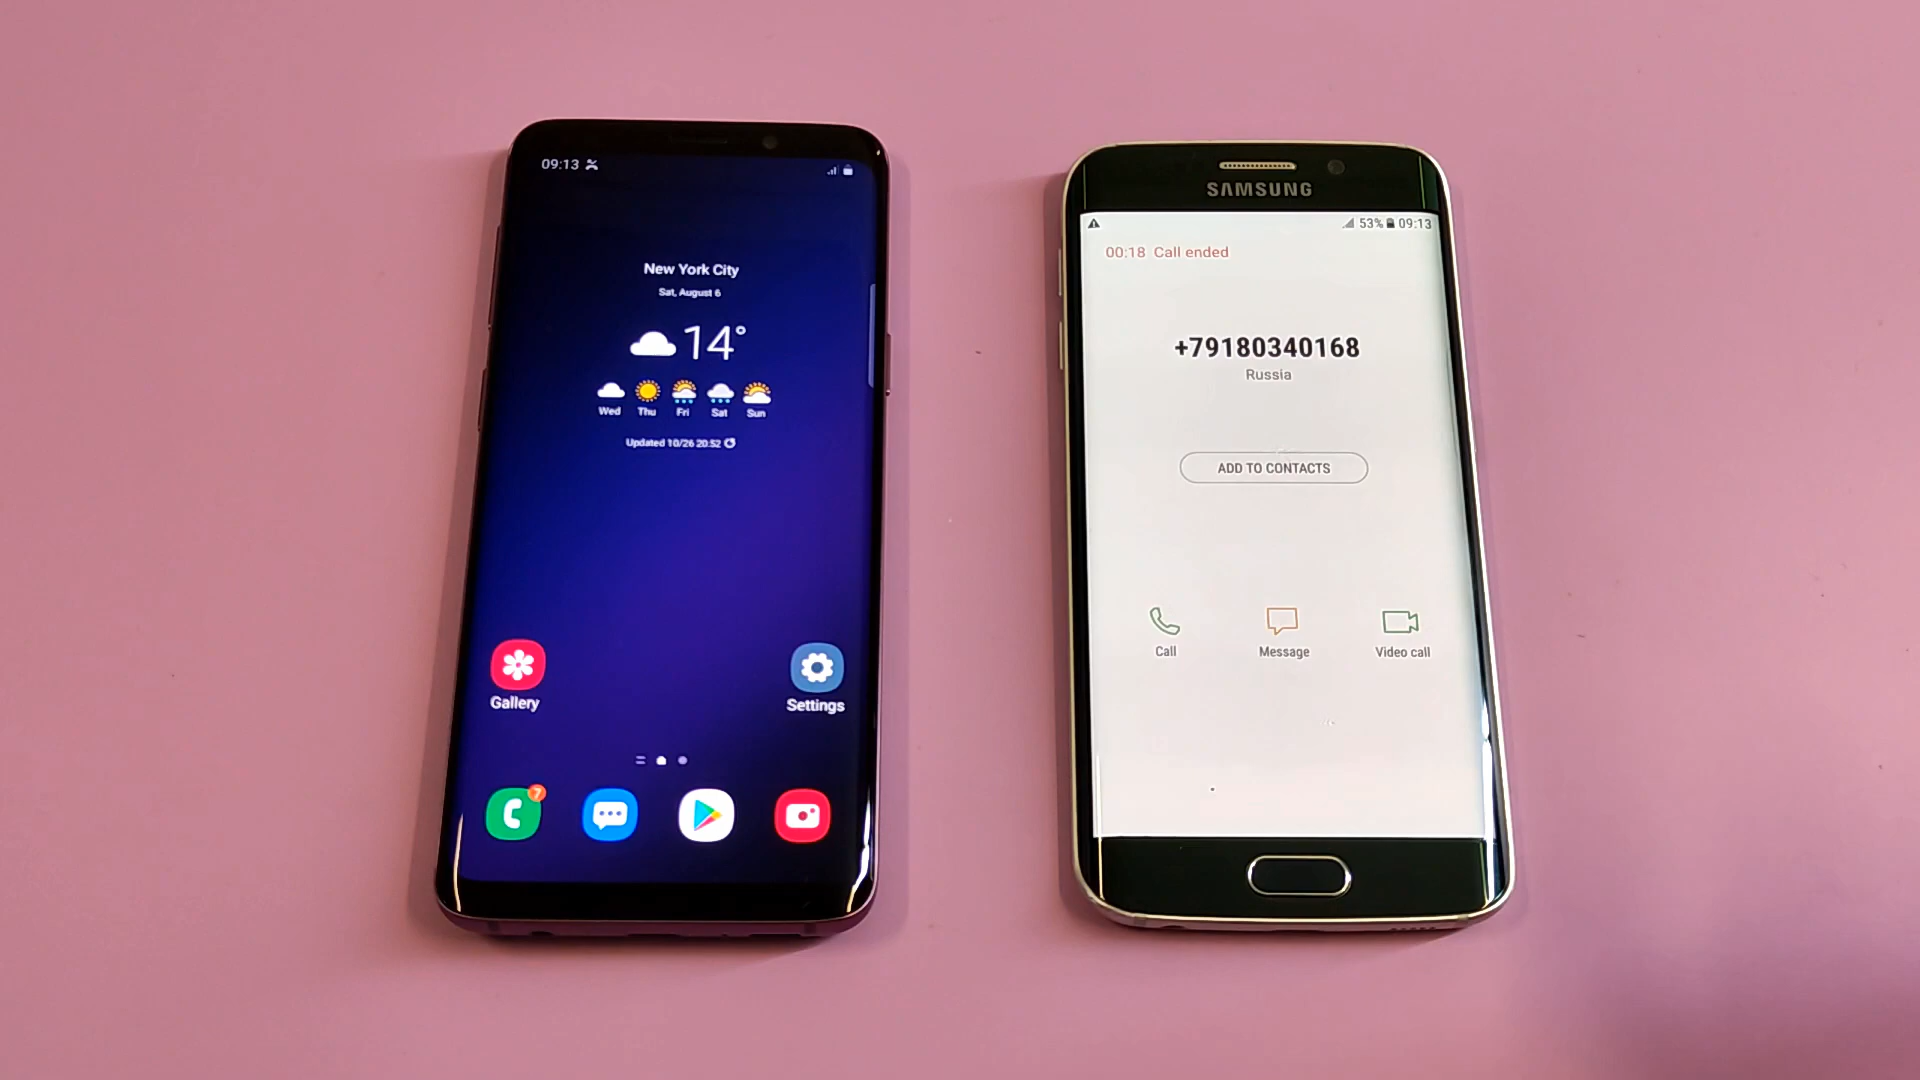 09:13
New York City
Sat, August 6
14°
Wed Thu Fri Sat Sun
Updated 10/26 20:52
Gallery
Settings
7
SAMSUNG
53% 09:13
00:18 Call ended
+79180340168
Russia
ADD TO CONTACTS
Call Message Video call